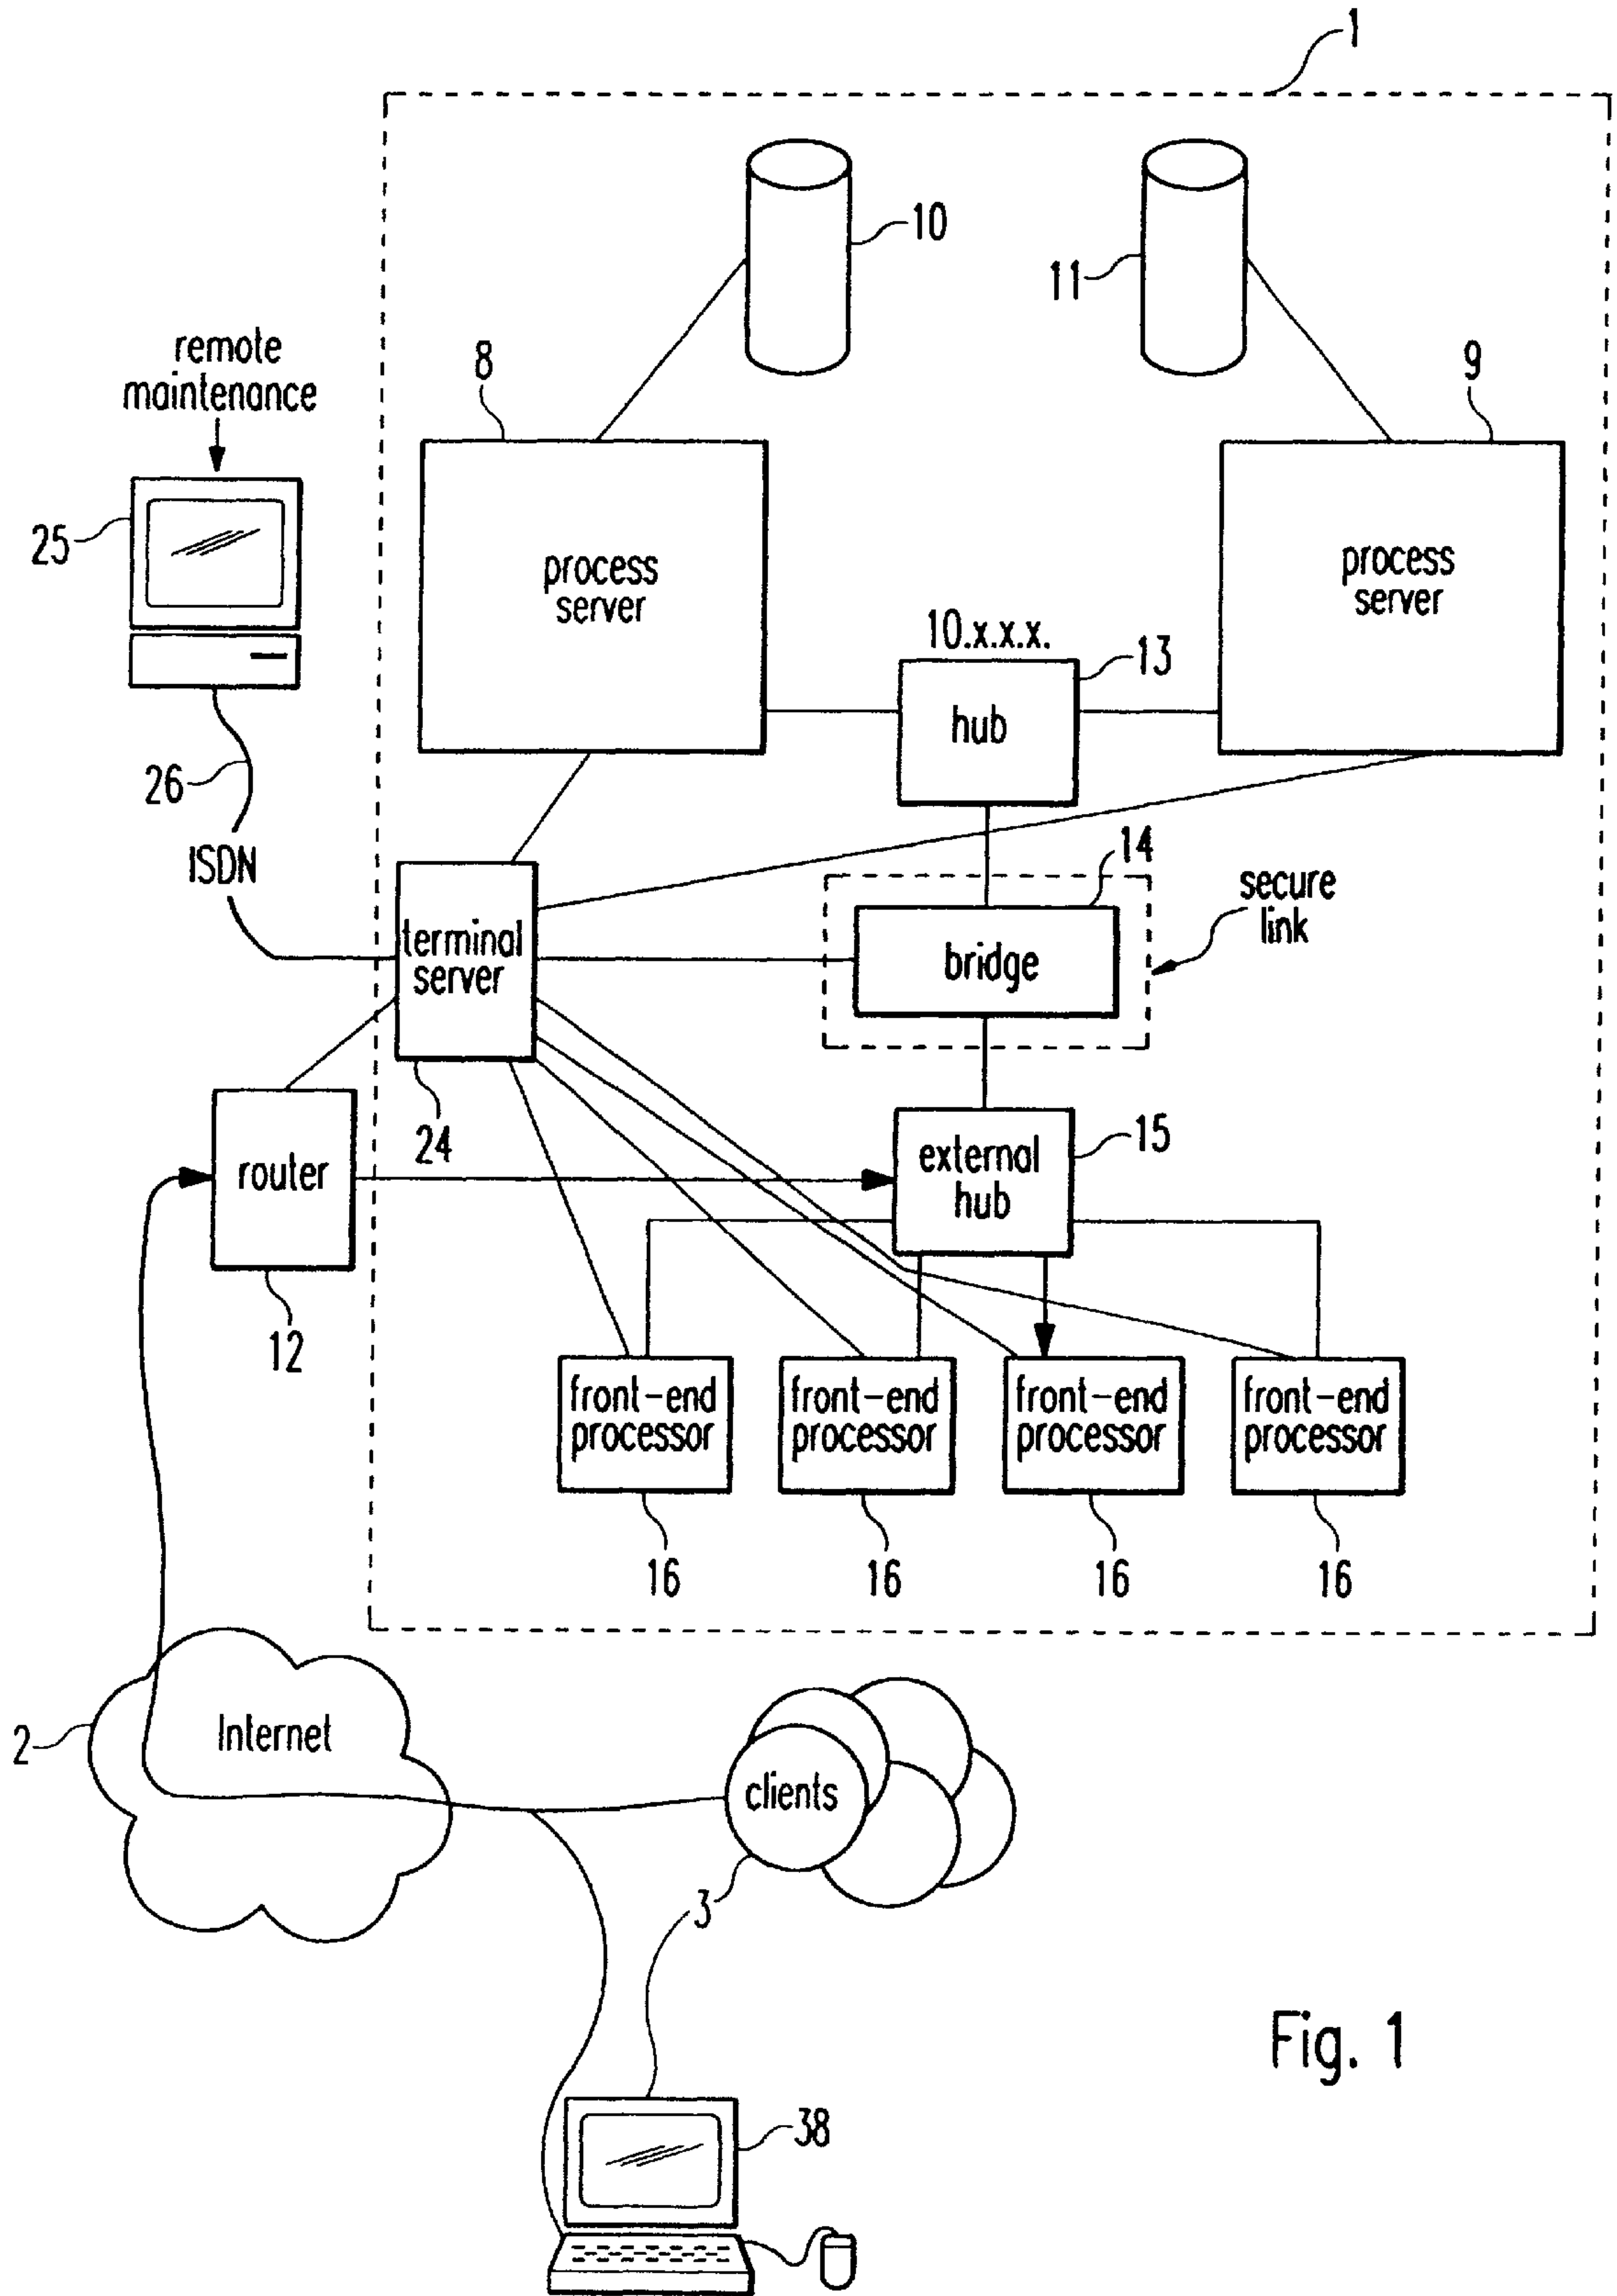 1
10
11
remote
maintenance
8
9
25
process
server
process
server
10.x.x.x.
13
hub
26
ISDN
14
secure
link
terminal
server
bridge
24
15
router
external
hub
12
front-end
processor
front-end
processor
front-end
processor
front-end
processor
16
16
16
16
2
Internet
clients
3
38
Fig. 1